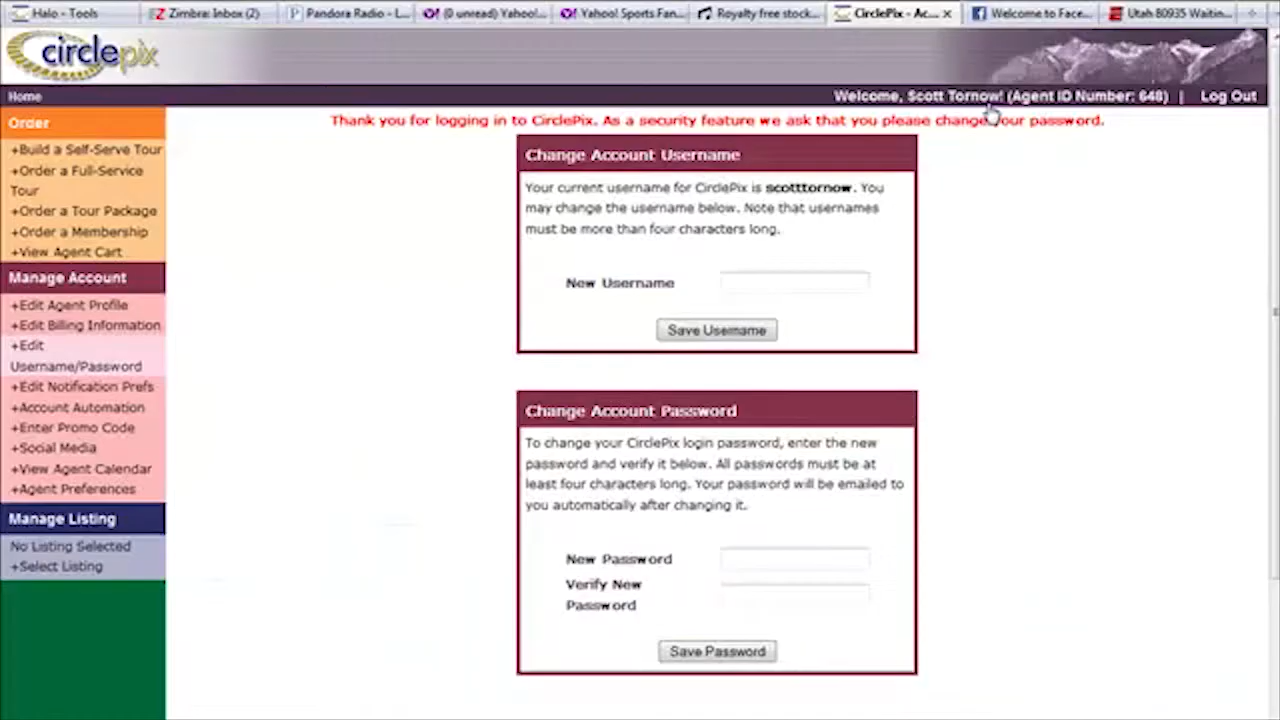 Halo - Tools
Zimbra: Inbox (2)
Pandora Radio - L...
(0 unread) Yahoo!...
Yahoo! Sports Fan...
Royalty free stock...
CirclePix - Ac...
Welcome to Face...
Utah 80935 Waitin...
circlepix
Home
Welcome, Scott Tornow! (Agent ID Number: 648) | Log Out
Thank you for logging in to CirclePix. As a security feature we ask that you please change your password.
Order
+Build a Self-Serve Tour
+Order a Full-Service
Tour
+Order a Tour Package
+Order a Membership
+View Agent Cart
Manage Account
+Edit Agent Profile
+Edit Billing Information
+Edit
Username/Password
+Edit Notification Prefs
+Account Automation
+Enter Promo Code
+Social Media
+View Agent Calendar
+Agent Preferences
Manage Listing
No Listing Selected
+Select Listing
Change Account Username
Your current username for CirclePix is scotttornow. You
may change the username below. Note that usernames
must be more than four characters long.
New Username
Save Username
Change Account Password
To change your CirclePix login password, enter the new
password and verify it below. All passwords must be at
least four characters long. Your password will be emailed to
you automatically after changing it.
New Password
Verify New
Password
Save Password